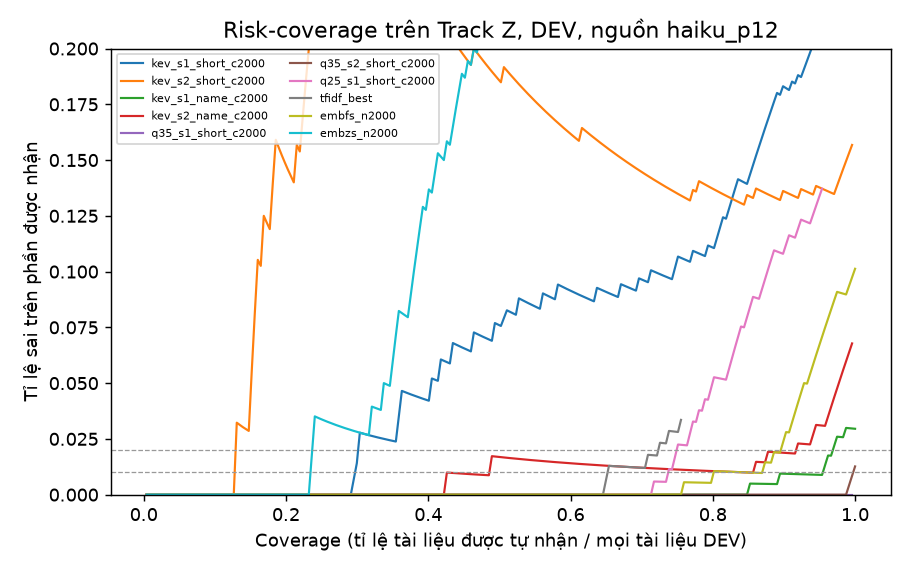 Risk-coverage trên Track Z, DEV, nguồn haiku_p12
kev_s1_short_c2000
kev_s2_short_c2000
kev_s1_name_c2000
kev_s2_name_c2000
q35_s1_short_c2000
q35_s2_short_c2000
q25_s1_short_c2000
tfidf_best
embfs_n2000
embzs_n2000
Tỉ lệ sai trên phần được nhận
0.200
0.175
0.150
0.125
0.100
0.075
0.050
0.025
0.000
0.0 0.2 0.4 0.6 0.8 1.0
Coverage (tỉ lệ tài liệu được tự nhận / mọi tài liệu DEV)